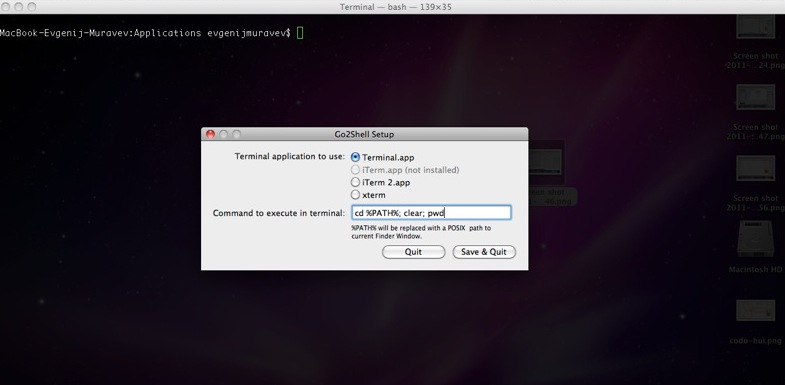 Terminal — bash — 139×35
MacBook-Evgenij-Muravev:Applications evgenijmuravev$
Go2Shell Setup
Terminal application to use:
Terminal.app
iTerm.app (not installed)
iTerm 2.app
xterm
Command to execute in terminal:
cd %PATH%; clear; pwd
%PATH% will be replaced with a POSIX path to
current Finder Window.
Quit
Save & Quit
Screen shot
2011-...24.png
Screen shot
2011-...47.png
Screen shot
2011-...56.png
Macintosh HD